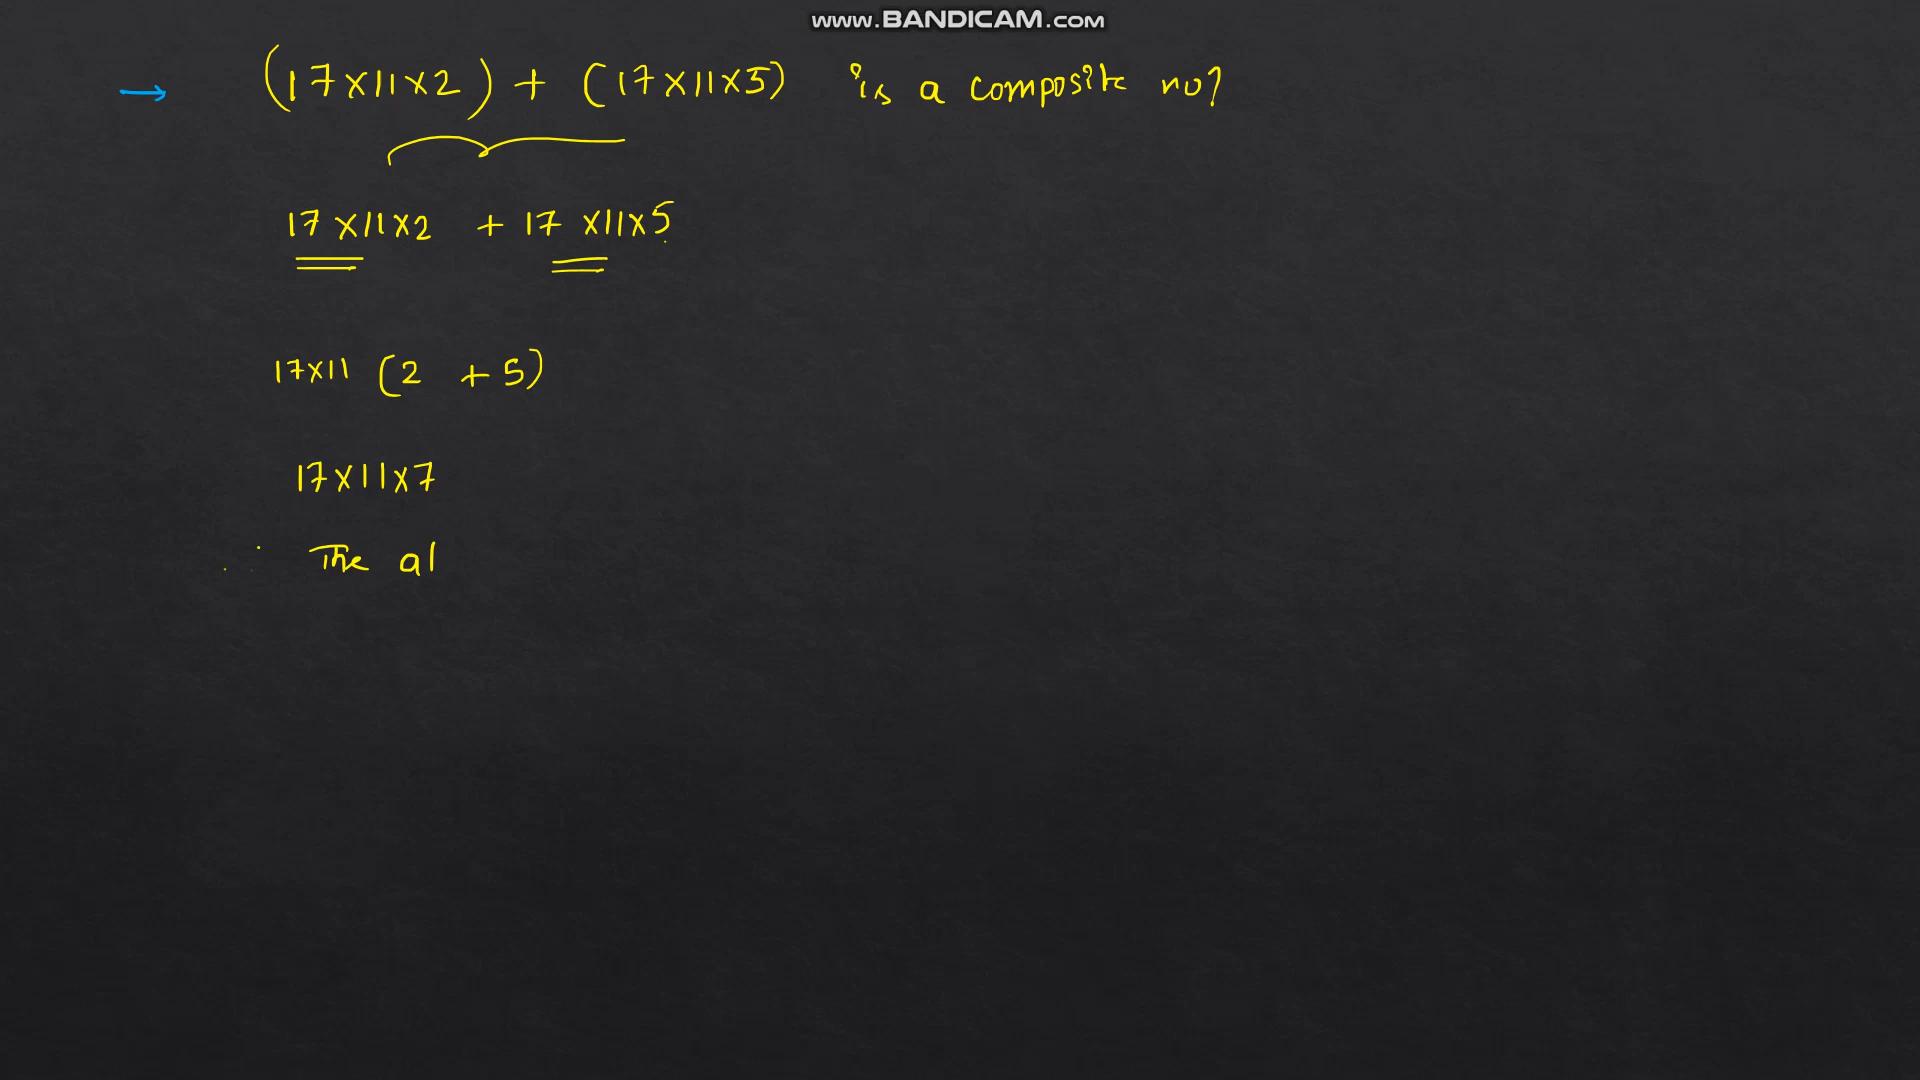 www.BANDICAM.com
→ (17×11×2) + (17×11×5) is a composite no?
17×11×2 + 17×11×5
17×11 (2 + 5)
17×11×7
∴ The al